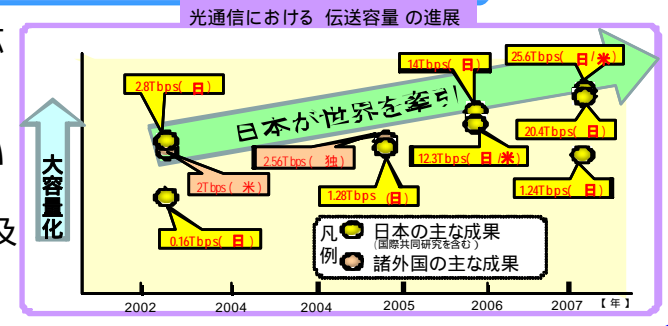 光通信における 伝送容量 の進展
い
及
大容量化
日本が世界を牽引
2.8Tbps( 日)
14Tbps( 日)
25.6Tbps( 日/米)
2Tbps( 米)
2.56Tbps( 独)
12.3Tbps( 日/米)
20.4Tbps( 日)
0.16Tbps( 日)
1.28Tbps (日)
1.24Tbps( 日)
凡例
日本の主な成果
(国際共同研究を含む)
諸外国の主な成果
2002 2004 2004 2005 2006 2007 【年】